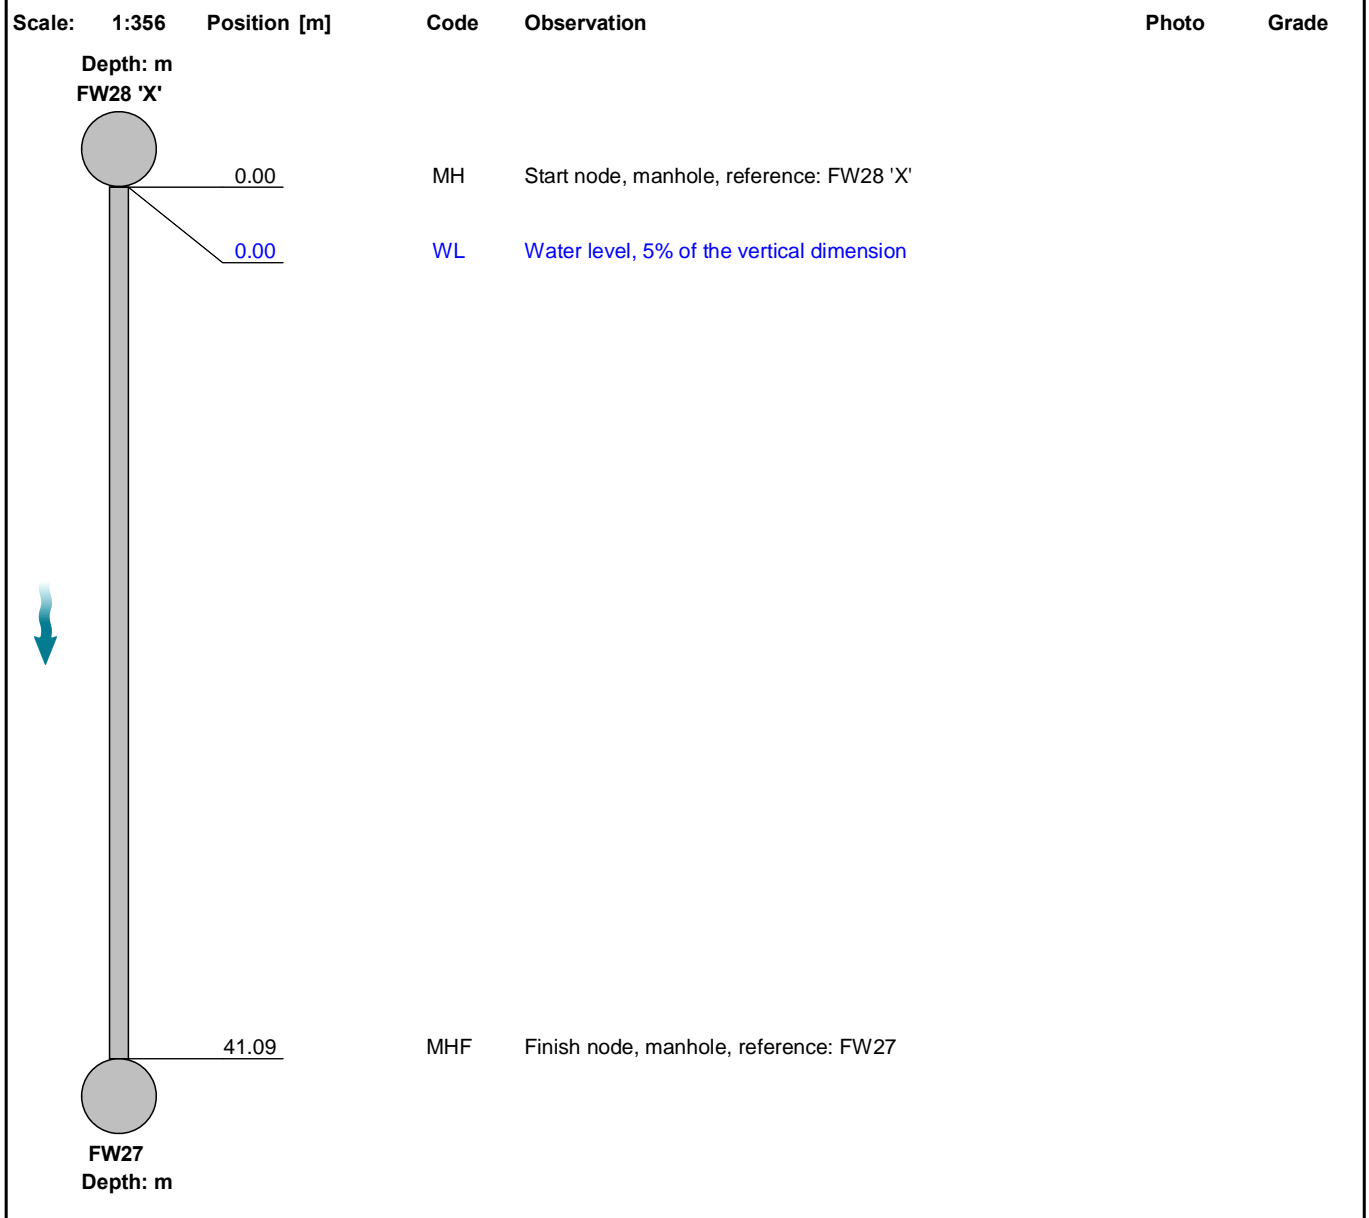 Scale: 1:356 Position [m] Code Observation Photo Grade
Depth: m
FW28 'X'
0.00 MH Start node, manhole, reference: FW28 'X'
0.00 WL Water level, 5% of the vertical dimension
41.09 MHF Finish node, manhole, reference: FW27
FW27
Depth: m